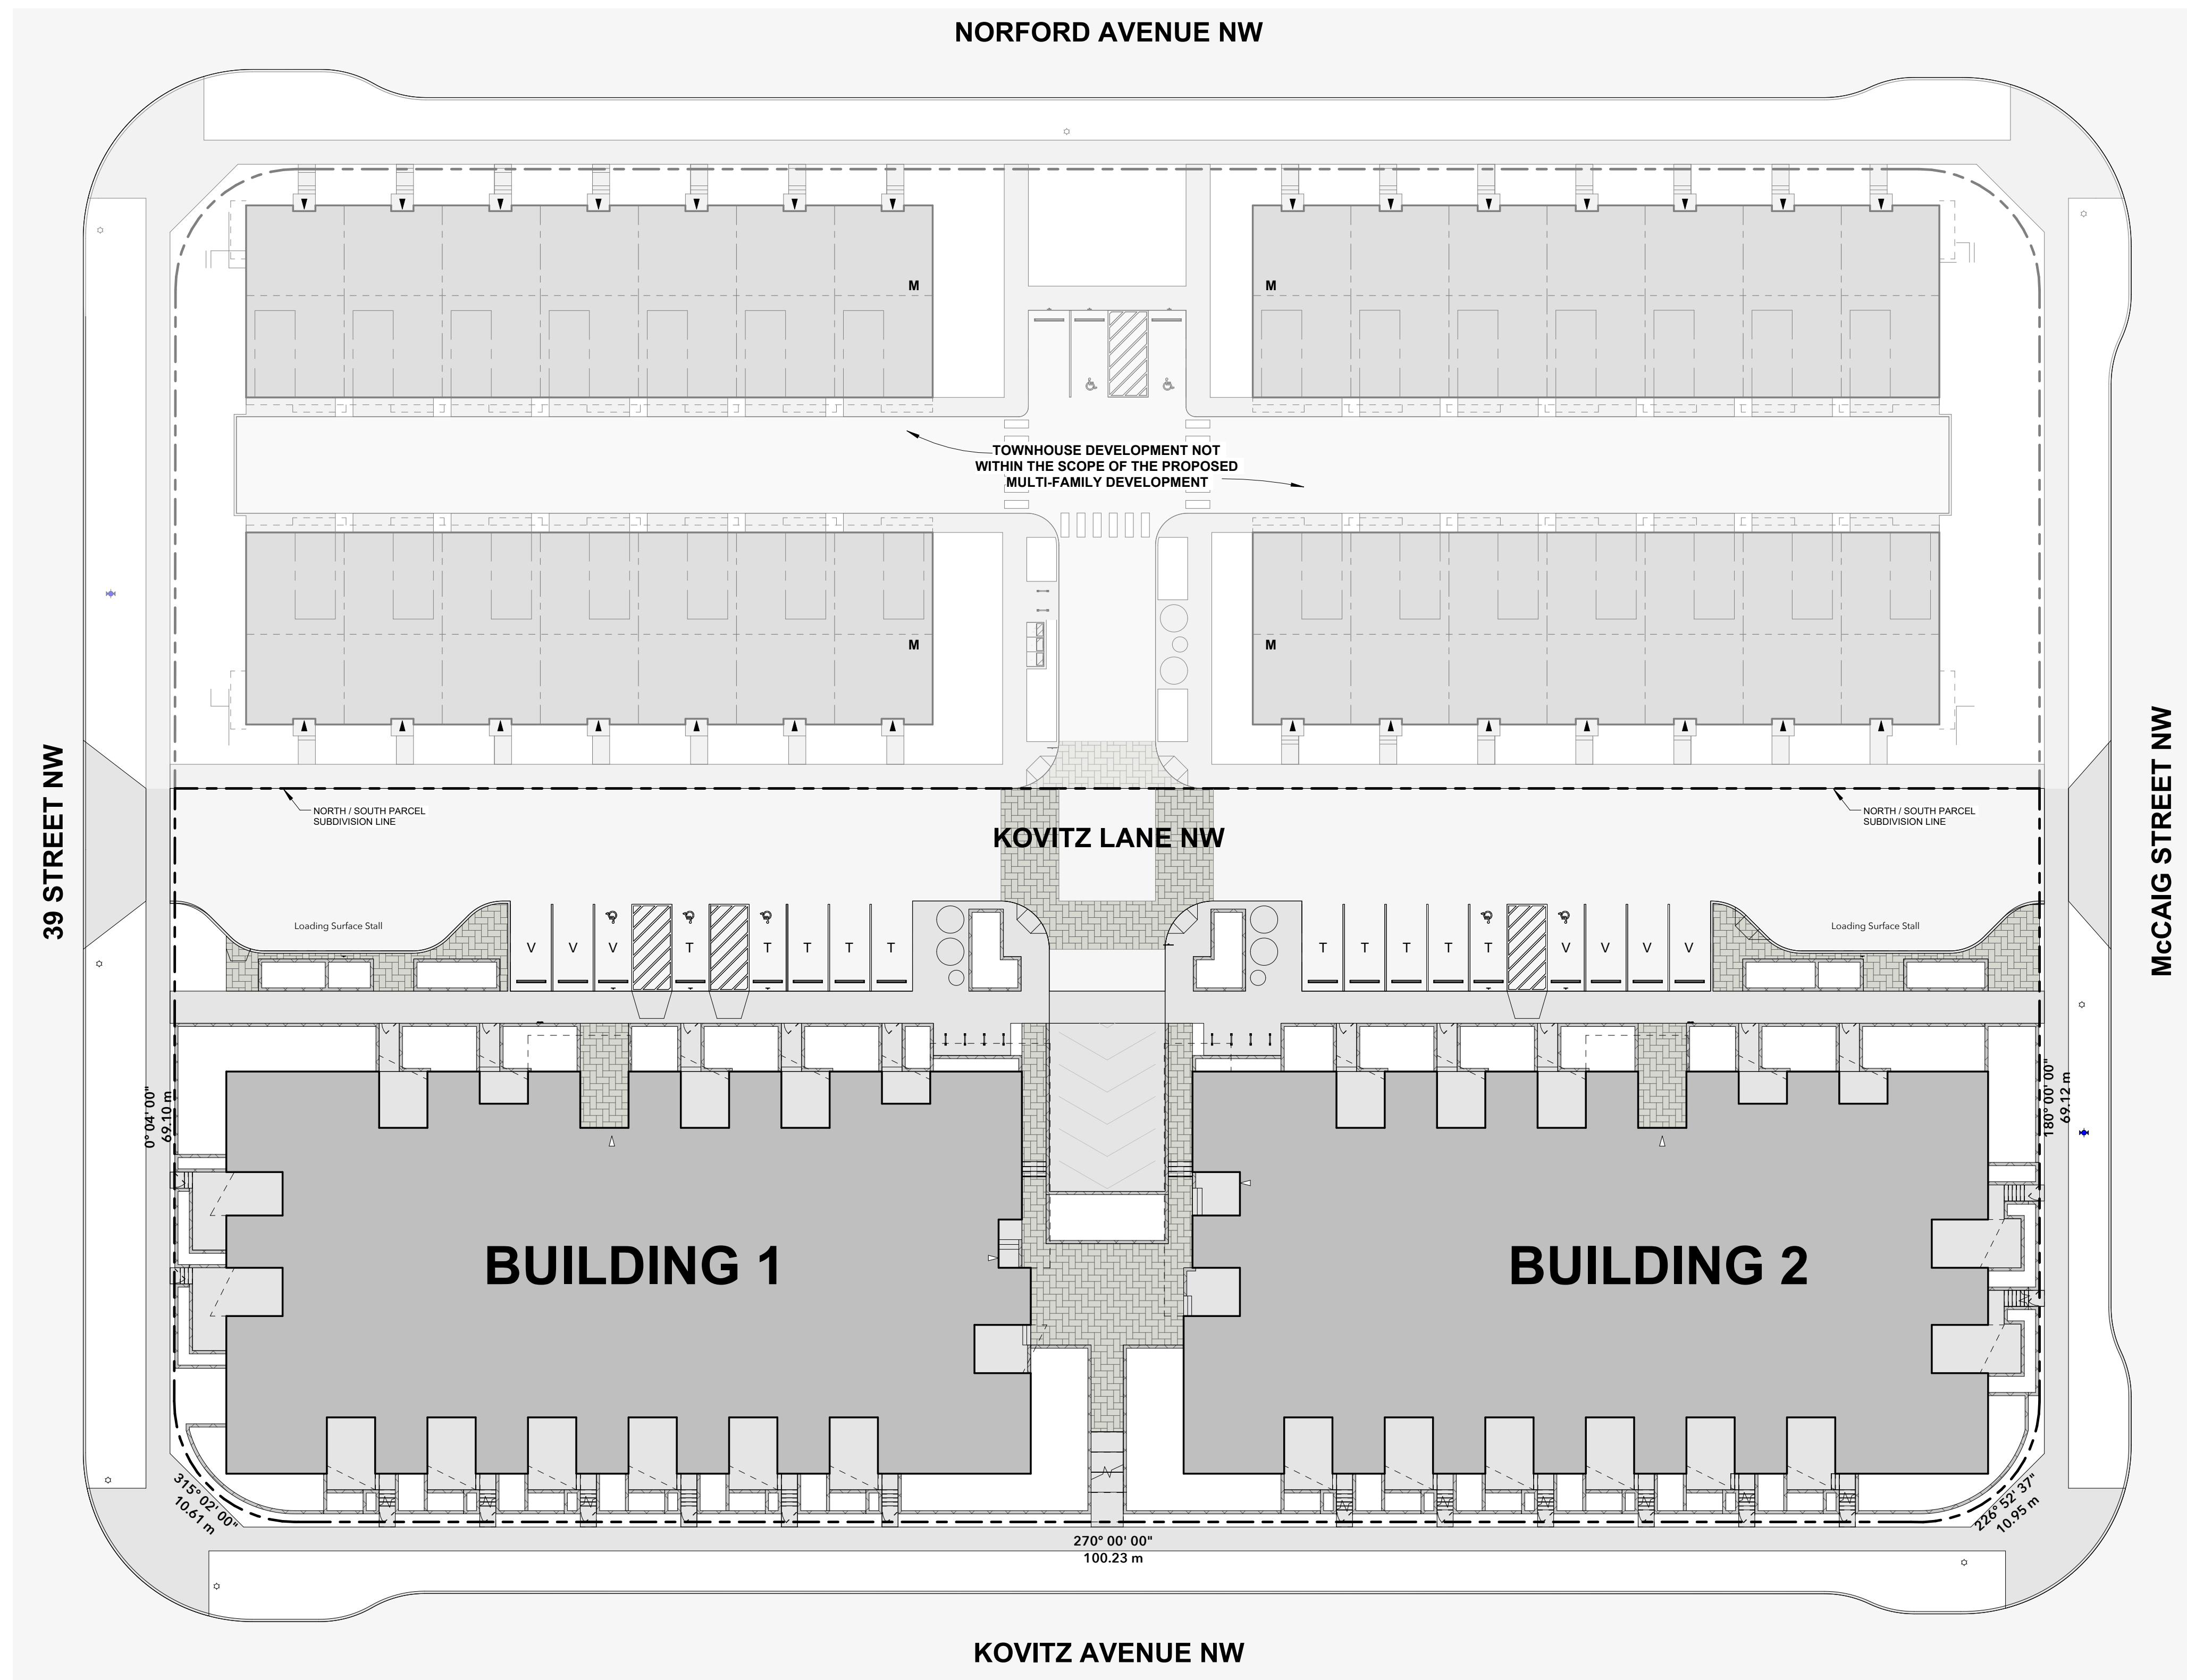 NORFORD AVENUE NW
M
M
TOWNHOUSE DEVELOPMENT NOT
WITHIN THE SCOPE OF THE PROPOSED
MULTI-FAMILY DEVELOPMENT
M
M
39 STREET NW
McCAIG STREET NW
NORTH / SOUTH PARCEL
SUBDIVISION LINE
NORTH / SOUTH PARCEL
SUBDIVISION LINE
KOVITZ LANE NW
Loading Surface Stall
Loading Surface Stall
V V V T T T T T
T T T T T V V V V
0° 04' 00"
69.10 m
180° 00' 00"
69.12 m
BUILDING 1
BUILDING 2
315° 02' 00"
10.61 m
226° 52' 37"
10.95 m
270° 00' 00"
100.23 m
KOVITZ AVENUE NW